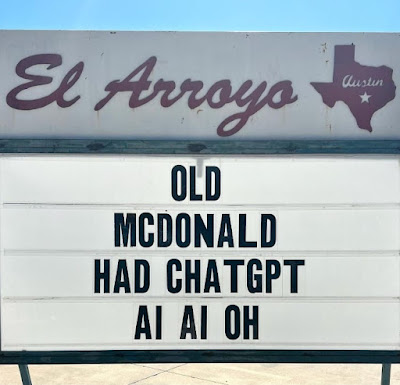 El Arroyo
Austin
OLD
MCDONALD
HAD CHATGPT
AI AI OH